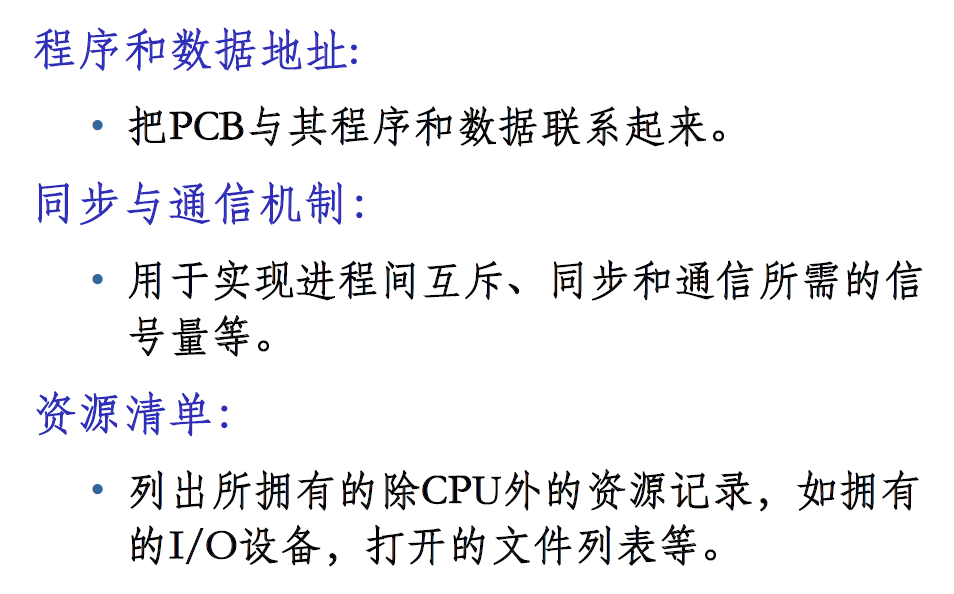 程序和数据地址:
• 把PCB与其程序和数据联系起来。
同步与通信机制:
• 用于实现进程间互斥、同步和通信所需的信
号量等。
资源清单:
• 列出所拥有的除CPU外的资源记录，如拥有
的I/O设备，打开的文件列表等。